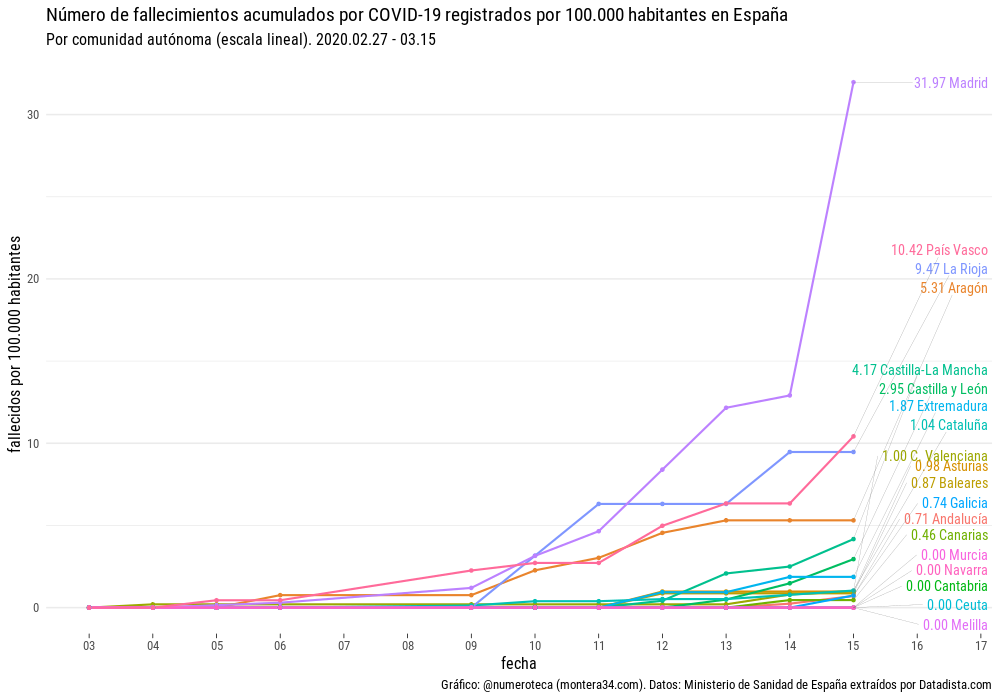 Número de fallecimientos acumulados por COVID-19 registrados por 100.000 habitantes en España
Por comunidad autónoma (escala lineal). 2020.02.27 - 03.15
fallecidos por 100.000 habitantes
30
20
10
0
31.97 Madrid
10.42 País Vasco
9.47 La Rioja
5.31 Aragón
4.17 Castilla-La Mancha
2.95 Castilla y León
1.87 Extremadura
1.04 Cataluña
1.00 C. Valenciana
0.98 Asturias
0.87 Baleares
0.74 Galicia
0.71 Andalucía
0.46 Canarias
0.00 Murcia
0.00 Navarra
0.00 Cantabria
0.00 Ceuta
0.00 Melilla
03 04 05 06 07 08 09 10 11 12 13 14 15 16 17
fecha
Gráfico: @numeroteca (montera34.com). Datos: Ministerio de Sanidad de España extraídos por Datadista.com